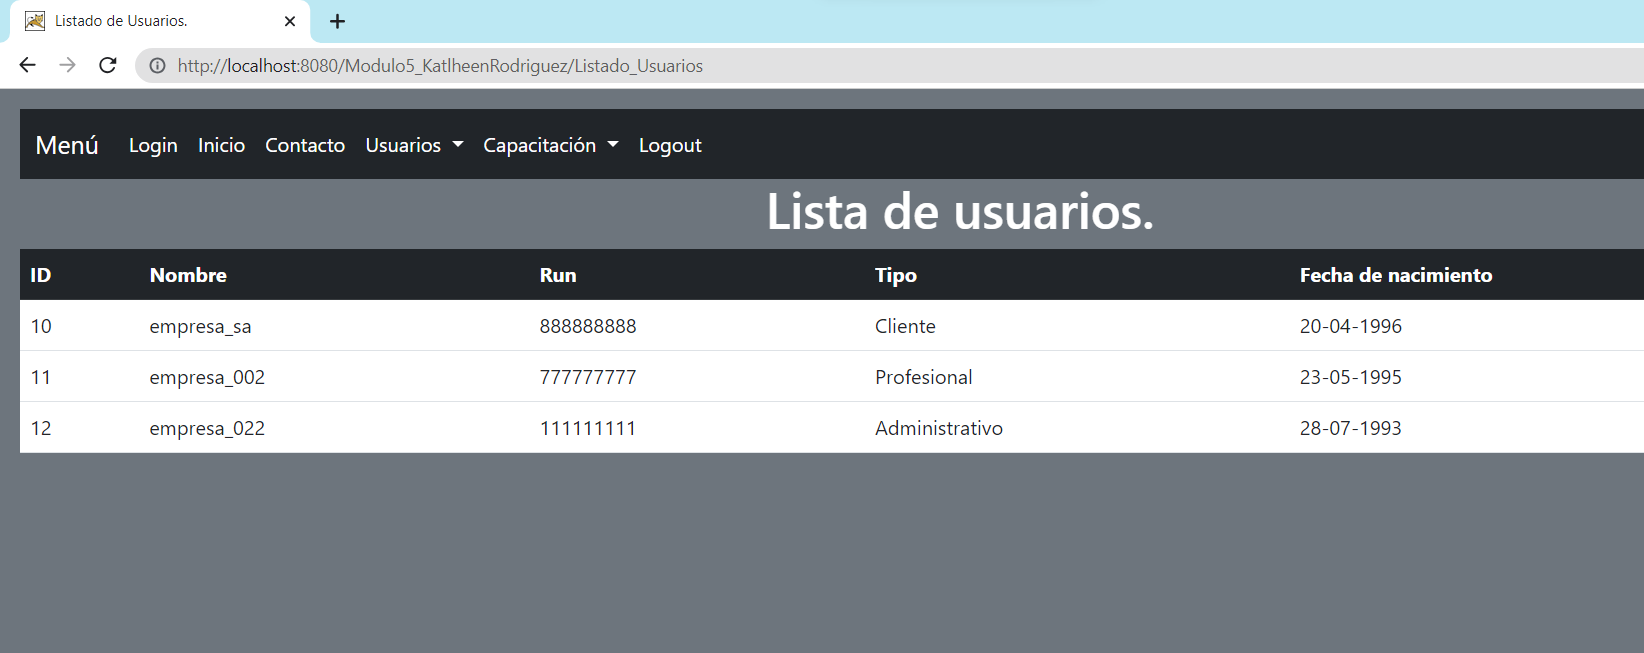 Listado de Usuarios.
http://localhost:8080/Modulo5_KatlheenRodriguez/Listado_Usuarios
Menú Login Inicio Contacto Usuarios Capacitación Logout
Lista de usuarios.
ID Nombre Run Tipo Fecha de nacimiento
10 empresa_sa 888888888 Cliente 20-04-1996
11 empresa_002 777777777 Profesional 23-05-1995
12 empresa_022 111111111 Administrativo 28-07-1993